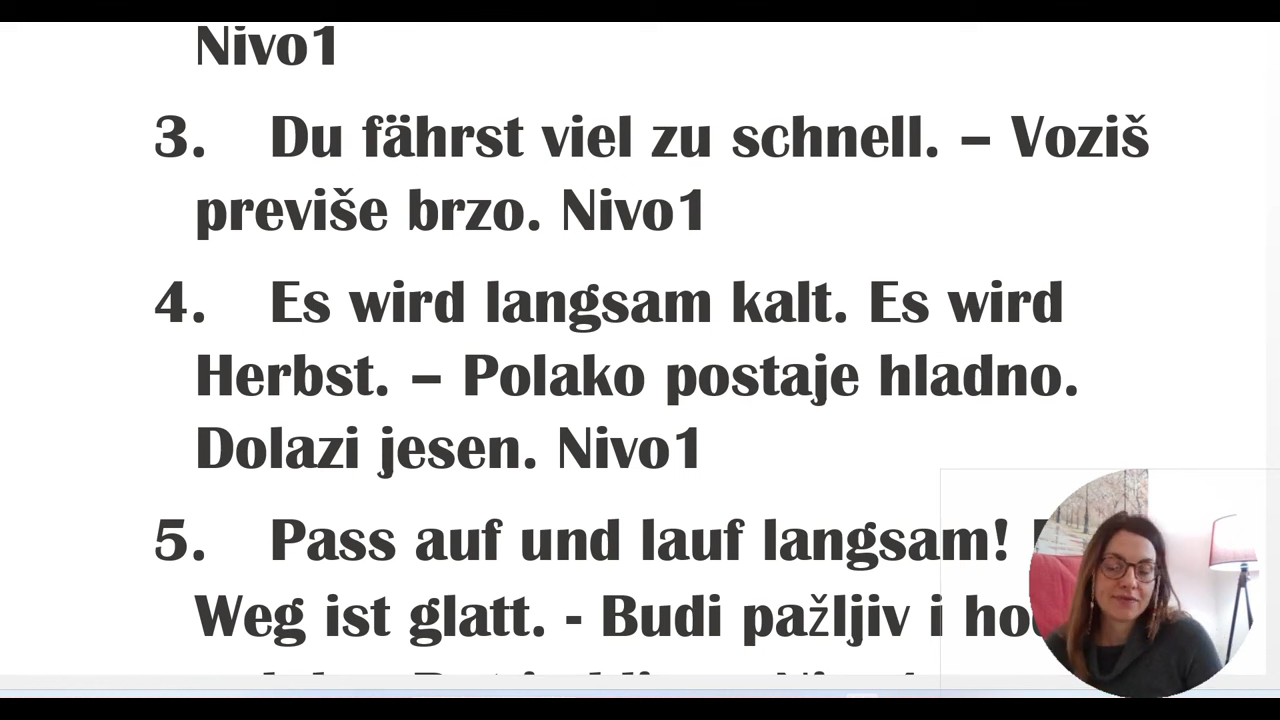 Nivo1
3. Du fährst viel zu schnell. – Voziš
previše brzo. Nivo1
4. Es wird langsam kalt. Es wird
Herbst. – Polako postaje hladno.
Dolazi jesen. Nivo1
5. Pass auf und lauf langsam!
Weg ist glatt. - Budi pažljiv i